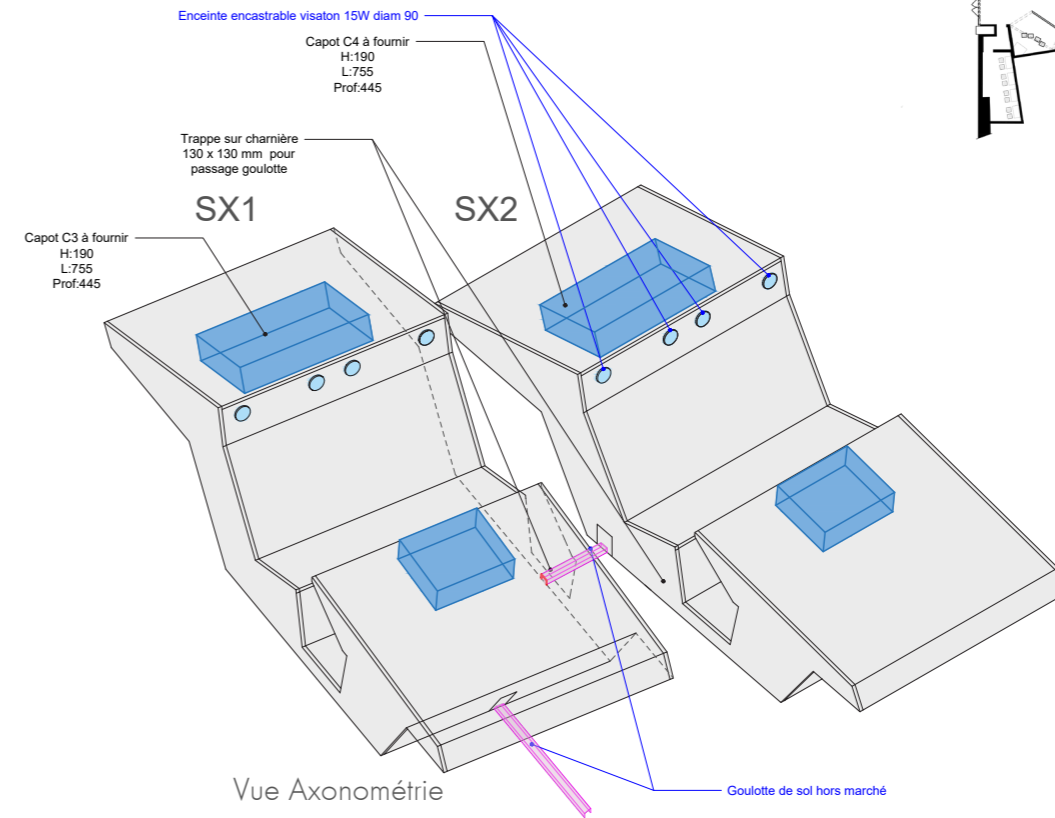 Enceinte encastrable visaton 15W diam 90
Capot C4 à fournir
H:190
L:755
Prof:445
Trappe sur charnière
130 x 130 mm pour
passage goulotte
SX1
SX2
Capot C3 à fournir
H:190
L:755
Prof:445
Vue Axonométrie
Goulotte de sol hors marché